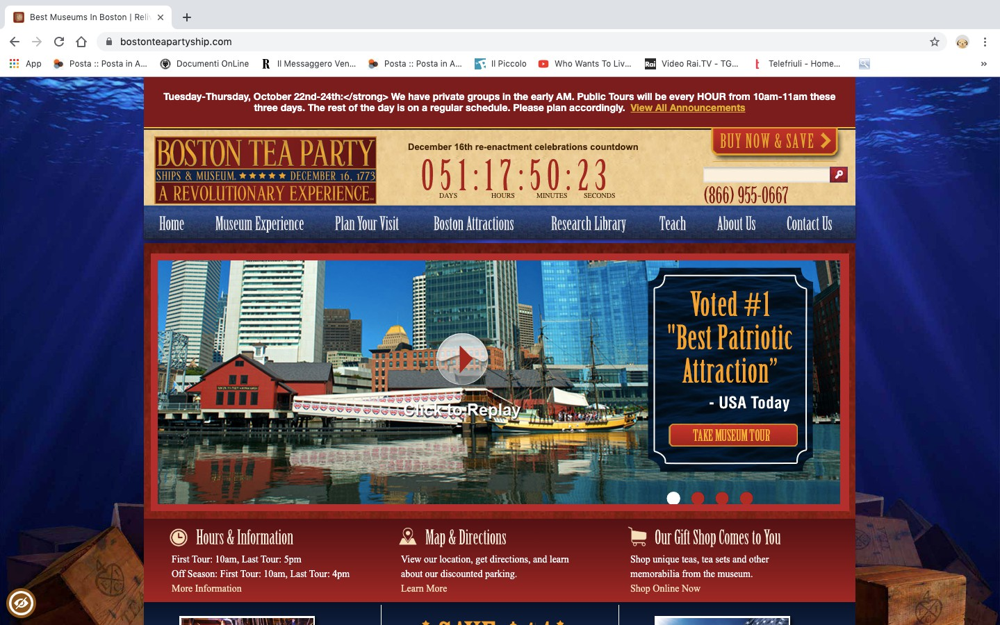 Best Museums In Boston | Reliv
bostonteapartyship.com
App
Posta :: Posta in A...
Documenti OnLine
Il Messaggero Ven...
Posta :: Posta in A...
Il Piccolo
Who Wants To Liv...
Rai
Video Rai.TV - TG...
Telefriuli - Home...
»
Tuesday-Thursday, October 22nd-24th:</strong> We have private groups in the early AM. Public Tours will be every HOUR from 10am-11am these
three days. The rest of the day is on a regular schedule. Please plan accordingly. View All Announcements
BOSTON TEA PARTY
SHIPS & MUSEUM. ★★★★★ DECEMBER 16, 1773
A REVOLUTIONARY EXPERIENCE
December 16th re-enactment celebrations countdown
051:17:50:23
DAYS HOURS MINUTES SECONDS
BUY NOW & SAVE
(866) 955-0667
Home
Museum Experience
Plan Your Visit
Boston Attractions
Research Library
Teach
About Us
Contact Us
Voted #1
"Best Patriotic
Attraction”
- USA Today
TAKE MUSEUM TOUR
Click to Replay
Hours & Information
First Tour: 10am, Last Tour: 5pm
Off Season: First Tour: 10am, Last Tour: 4pm
More Information
Map & Directions
View our location, get directions, and learn
about our discounted parking.
Learn More
Our Gift Shop Comes to You
Shop unique teas, tea sets and other
memorabilia from the museum.
Shop Online Now